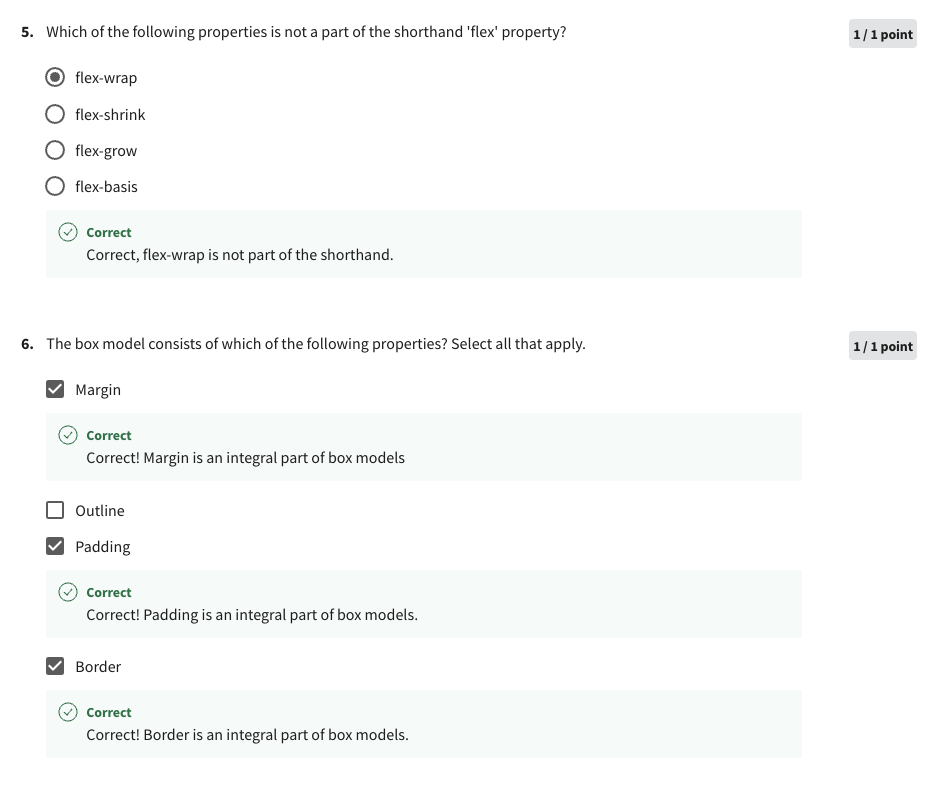 5. Which of the following properties is not a part of the shorthand 'flex' property?
1 / 1 point
flex-wrap
flex-shrink
flex-grow
flex-basis
Correct
Correct, flex-wrap is not part of the shorthand.
6. The box model consists of which of the following properties? Select all that apply.
1 / 1 point
Margin
Correct
Correct! Margin is an integral part of box models
Outline
Padding
Correct
Correct! Padding is an integral part of box models.
Border
Correct
Correct! Border is an integral part of box models.